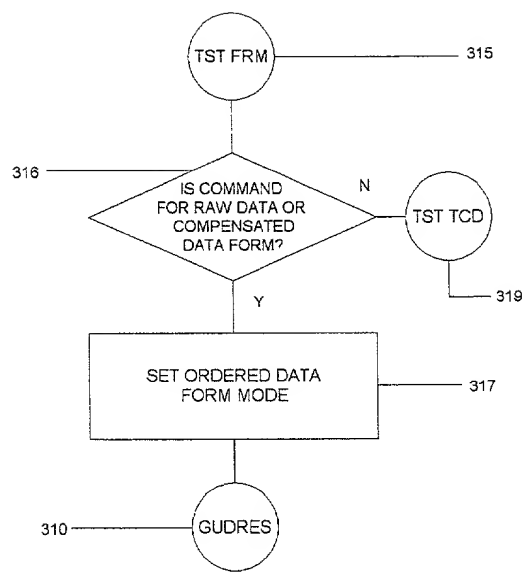 TST FRM
315
316
IS COMMAND
FOR RAW DATA OR
COMPENSATED
DATA FORM?
N
TST TCD
319
Y
SET ORDERED DATA
FORM MODE
317
310
GUDRES